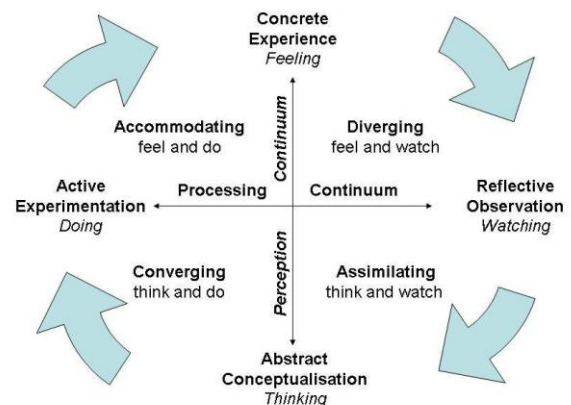 Concrete
Experience
Feeling
Accommodating
feel and do
Continuum
Diverging
feel and watch
Active
Experimentation
Doing
Processing
Continuum
Reflective
Observation
Watching
Converging
think and do
Perception
Assimilating
think and watch
Abstract
Conceptualisation
Thinking